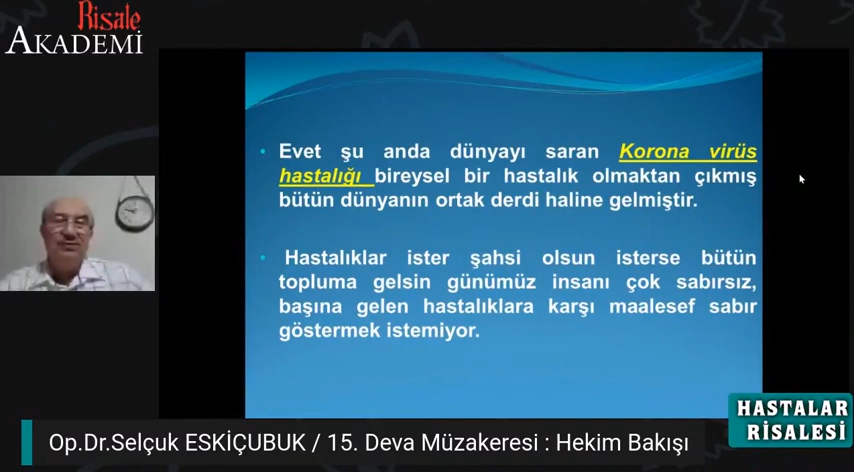 Risale
AKADEMİ
• Evet şu anda dünyayı saran Korona virüs
hastalığı bireysel bir hastalık olmaktan çıkmış
bütün dünyanın ortak derdi haline gelmiştir.
• Hastalıklar ister şahsi olsun isterse bütün
topluma gelsin günümüz insanı çok sabırsız,
başına gelen hastalıklara karşı maalesef sabır
göstermek istemiyor.
HASTALAR
RİSALESİ
Op.Dr.Selçuk ESKİÇUBUK / 15. Deva Müzakeresi : Hekim Bakışı